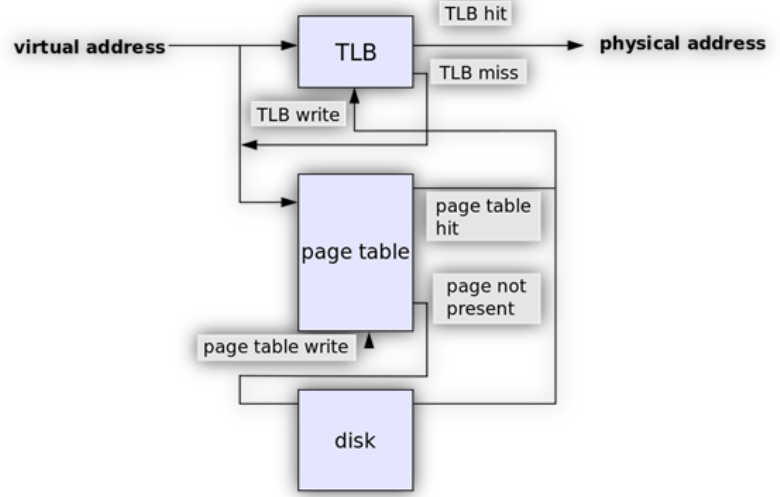 TLB hit
virtual address
TLB
physical address
TLB miss
TLB write
page table
hit
page table
page not
present
page table write
disk